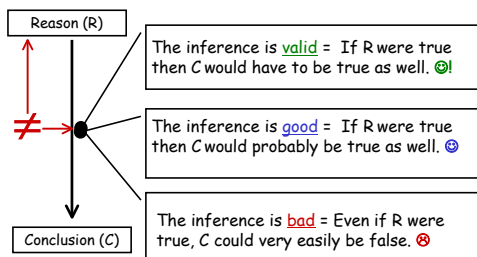 Reason (R)
The inference is valid = If R were true
then C would have to be true as well. ☺!
≠
The inference is good = If R were true
then C would probably be true as well. ☺
The inference is bad = Even if R were
true, C could very easily be false. ☹
Conclusion (C)